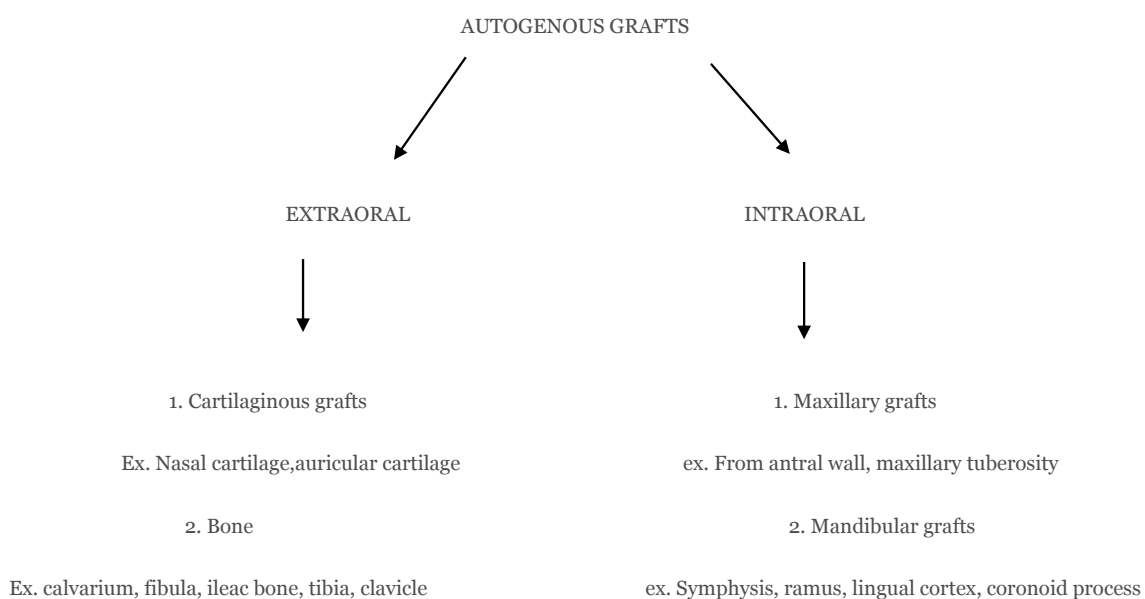 AUTOGENOUS GRAFTS
EXTRAORAL
INTRAORAL
1. Cartilaginous grafts
Ex. Nasal cartilage,auricular cartilage
2. Bone
Ex. calvarium, fibula, ileac bone, tibia, clavicle
1. Maxillary grafts
ex. From antral wall, maxillary tuberosity
2. Mandibular grafts
ex. Symphysis, ramus, lingual cortex, coronoid process